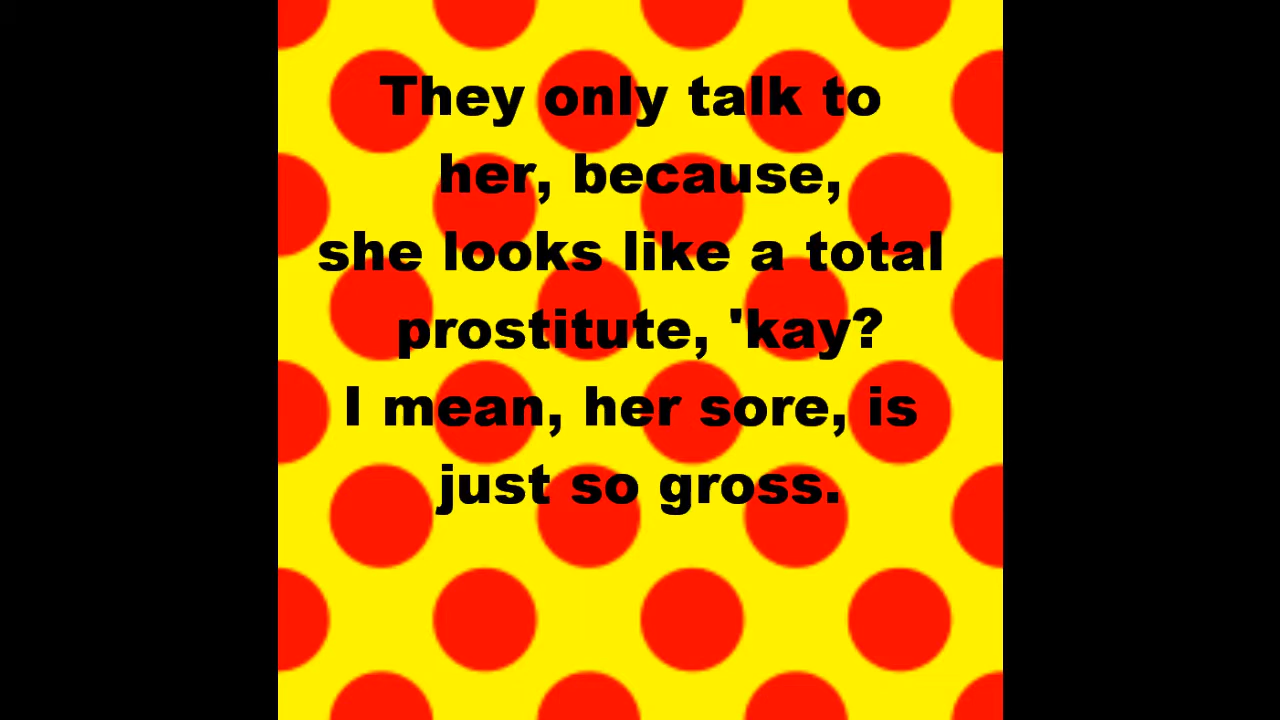 They only talk to
her, because,
she looks like a total
prostitute, 'kay?
I mean, her sore, is
just so gross.